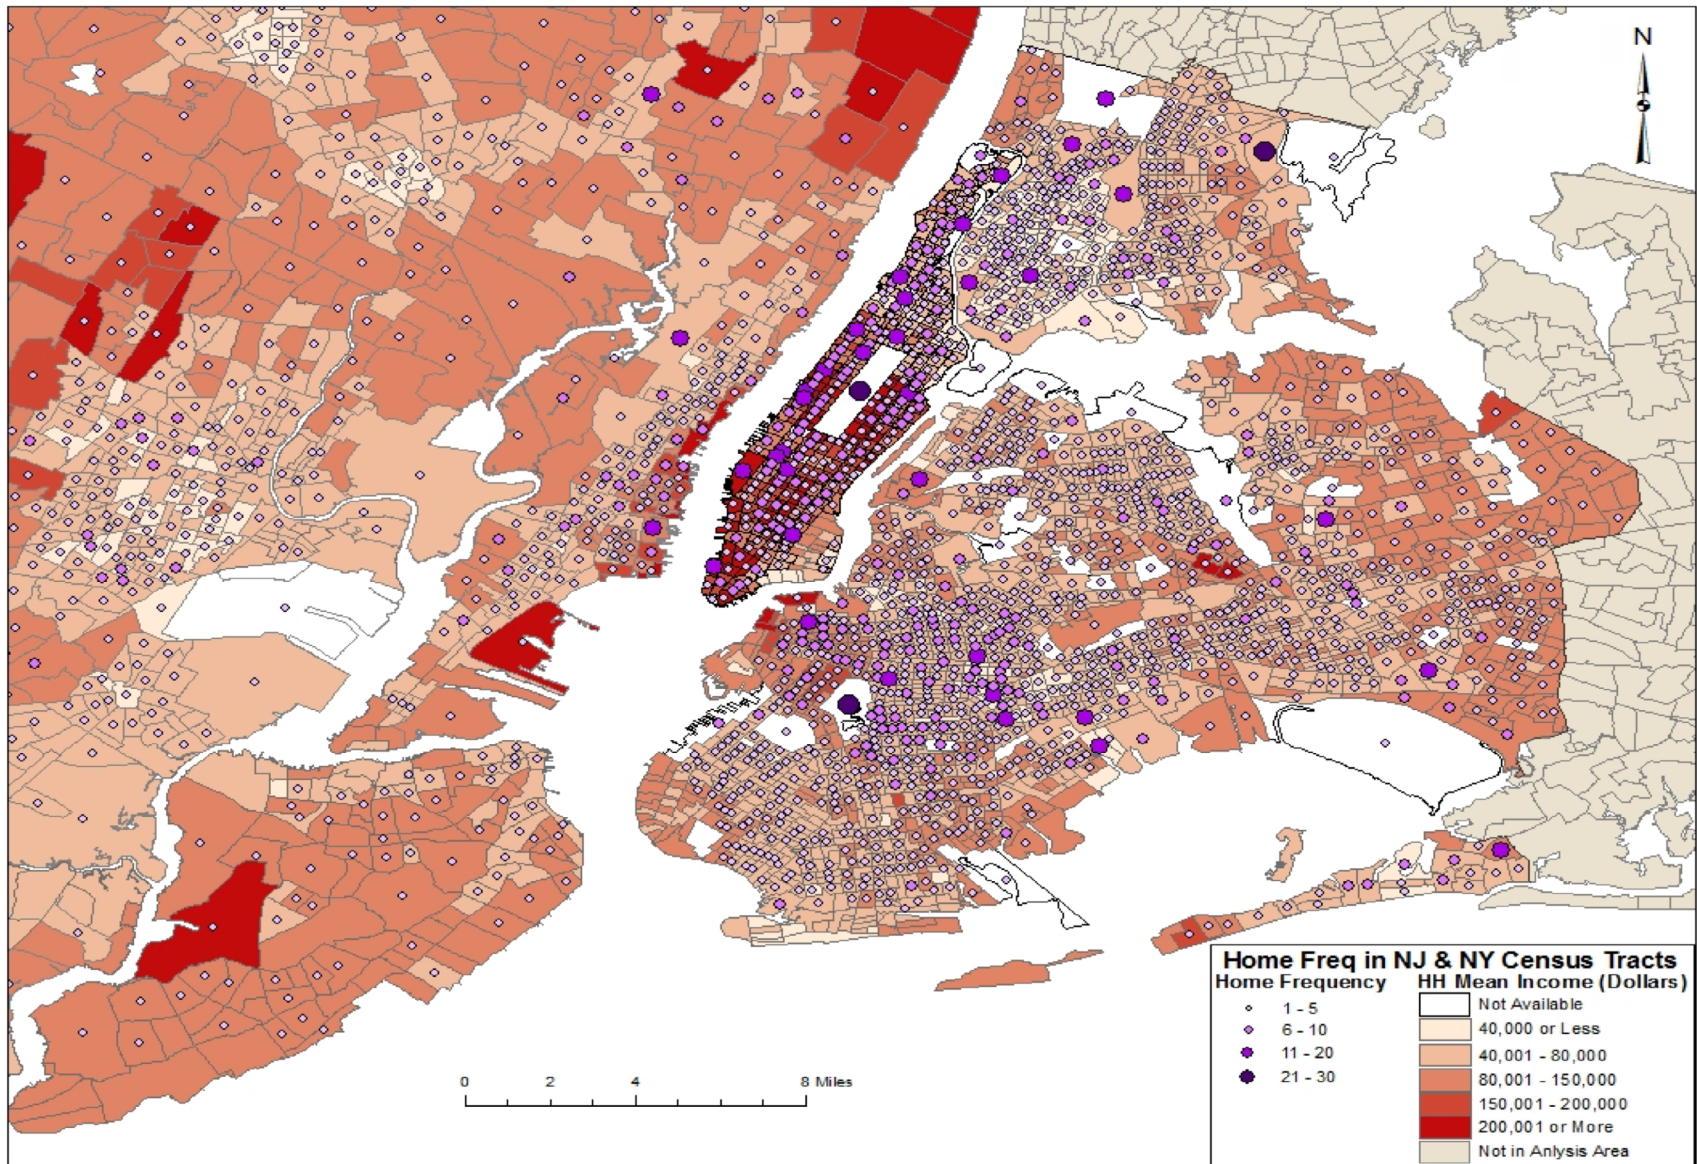 N
Home Freq in NJ & NY Census Tracts
Home Frequency
1 - 5
6 - 10
11 - 20
21 - 30
HH Mean Income (Dollars)
Not Available
40,000 or Less
40,001 - 80,000
80,001 - 150,000
150,001 - 200,000
200,001 or More
Not in Anlysis Area
0 2 4 8 Miles